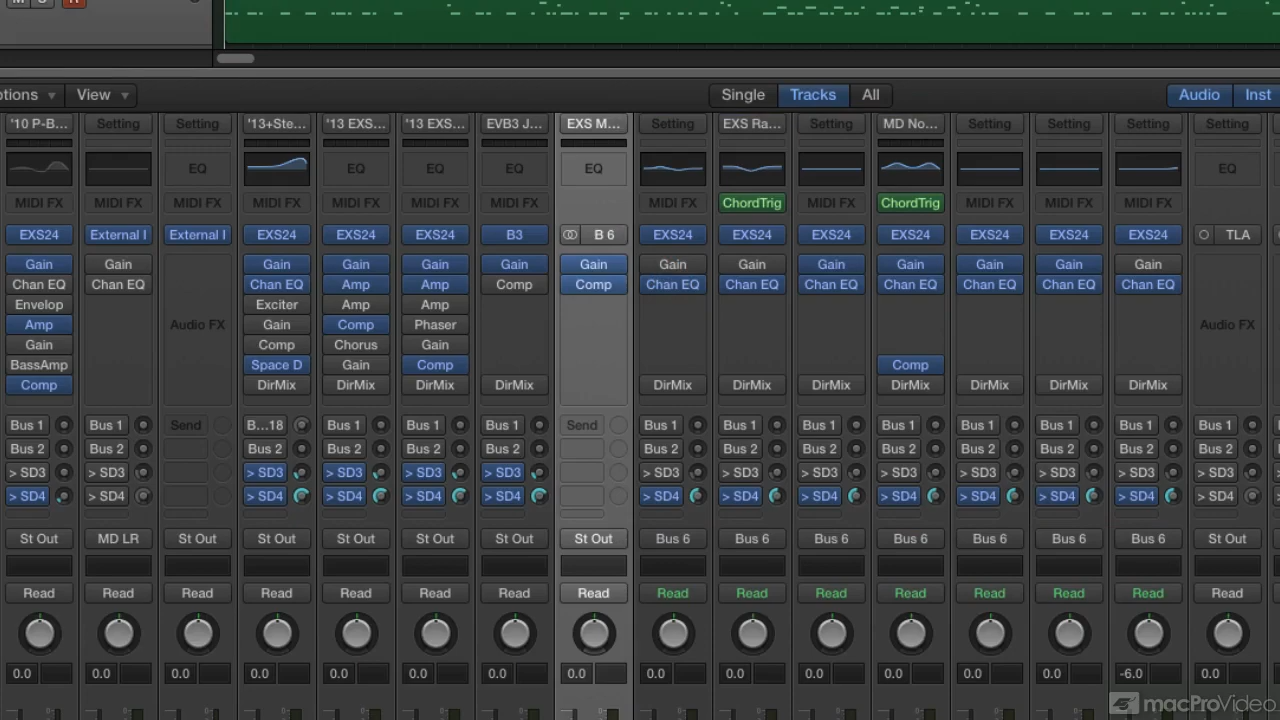 M S R
otions View Single Tracks All Audio Inst
'10 P-B... Setting Setting '13+Ste... '13 EXS... '13 EXS... EVB3 J... EXS M... Setting EXS Ra... Setting MD No... Setting Setting Setting Setting
EQ EQ EQ EQ EQ EQ
MIDI FX MIDI FX MIDI FX MIDI FX MIDI FX MIDI FX MIDI FX MIDI FX ChordTrig MIDI FX ChordTrig MIDI FX MIDI FX MIDI FX
EXS24 External I External I EXS24 EXS24 EXS24 B3 B 6 EXS24 EXS24 EXS24 EXS24 EXS24 EXS24 EXS24 TLA
Gain Gain Gain Gain Gain Gain Gain Gain Gain Gain Gain Gain Gain Gain
Chan EQ Chan EQ Chan EQ Amp Amp Comp Comp Chan EQ Chan EQ Chan EQ Chan EQ Chan EQ Chan EQ Chan EQ
Envelop Exciter Amp Amp
Amp Audio FX Gain Comp Phaser Audio FX
Gain Comp Chorus Gain
BassAmp Space D Gain Comp Comp
Comp DirMix DirMix DirMix DirMix DirMix DirMix DirMix DirMix DirMix DirMix DirMix
Bus 1 Bus 1 Send B...18 Bus 1 Bus 1 Bus 1 Send Bus 1 Bus 1 Bus 1 Bus 1 Bus 1 Bus 1 Bus 1 Bus 1
Bus 2 Bus 2 Bus 2 Bus 2 Bus 2 Bus 2 Bus 2 Bus 2 Bus 2 Bus 2 Bus 2 Bus 2 Bus 2 Bus 2
> SD3 > SD3 > SD3 > SD3 > SD3 > SD3 > SD3 > SD3 > SD3 > SD3 > SD3 > SD3 > SD3 > SD3
> SD4 > SD4 > SD4 > SD4 > SD4 > SD4 > SD4 > SD4 > SD4 > SD4 > SD4 > SD4 > SD4 > SD4
St Out MD LR St Out St Out St Out St Out St Out St Out Bus 6 Bus 6 Bus 6 Bus 6 Bus 6 Bus 6 Bus 6 St Out
Read Read Read Read Read Read Read Read Read Read Read Read Read Read Read Read
0.0 0.0 0.0 0.0 0.0 0.0 0.0 0.0 0.0 0.0 0.0 0.0 0.0 0.0 -6.0 0.0
macProVideo